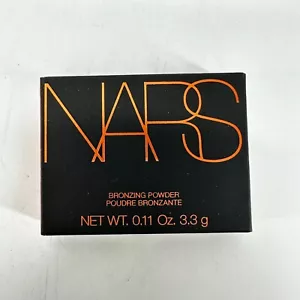 NARS
BRONZING POWDER
POUDRE BRONZANTE
NET WT. 0.11 Oz. 3.3 g